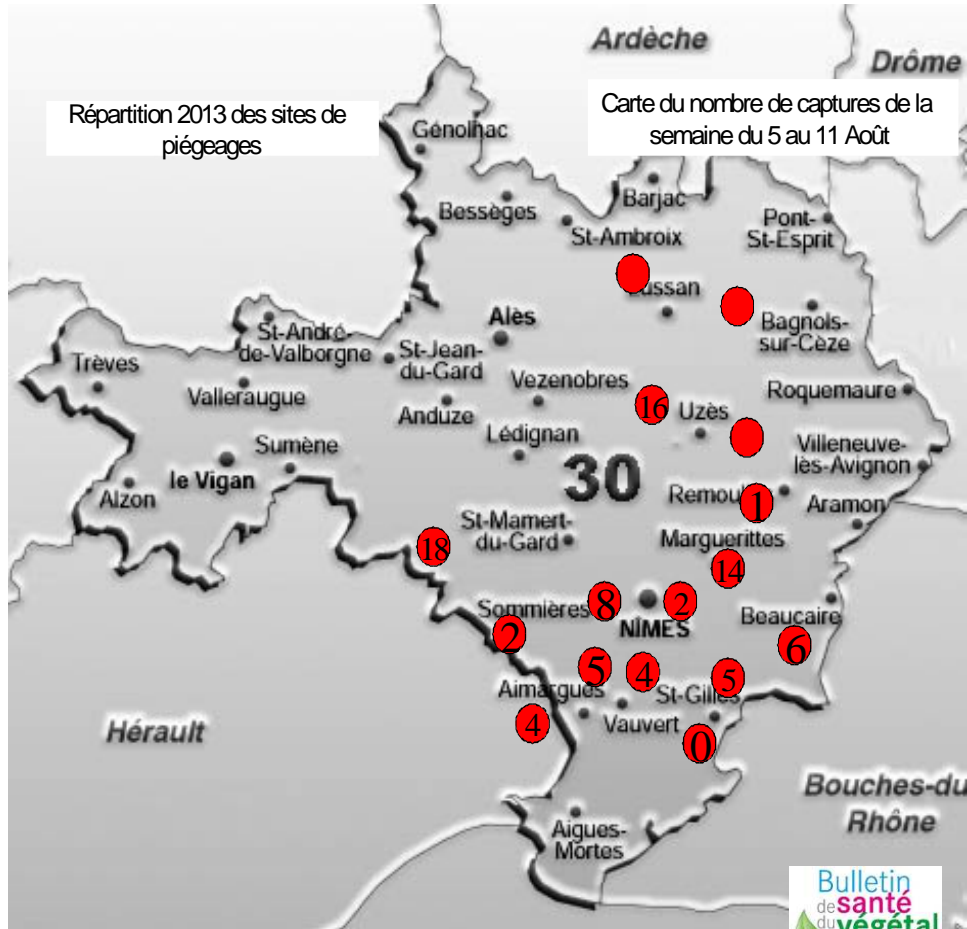 Ardèche
Drôme
Répartition 2013 des sites de
piégeages
Carte du nombre de captures de la
semaine du 5 au 11 Août
Génolhac
Barjac
Bessèges
St-Ambroix
Pont-
St-Esprit
Lussan
Bagnols-
sur-Cèze
Alès
St-André-
de-Valborgne
St-Jean-
du-Gard
Trèves
Valleraugue
Vezenobres
Roquemaure
Anduze
16
Uzès
Lédignan
Villeneuve-
lès-Avignon
Sumène
le Vigan
30
Alzon
Remoul
1
Aramon
St-Mamert-
du-Gard
Marguerittes
18
14
Sommières
8
2
Beaucaire
NÎMES
2
6
5
4
5
Aimargues
St-Gilles
Vauvert
4
0
Hérault
Bouches-du
Rhône
Aigues-
Mortes
Bulletin
de santé
du végétal